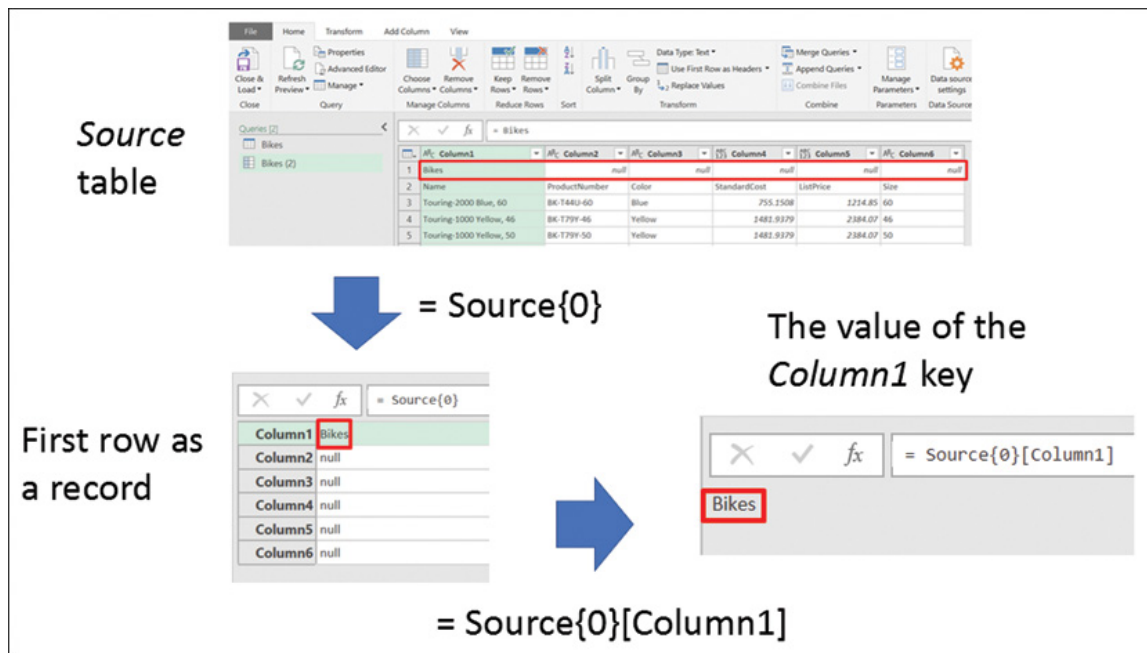 File Home Transform Add Column View
Close & Load Refresh Preview Properties Advanced Editor Manage Choose Columns Remove Columns Keep Rows Remove Rows Split Column Group By Data Type: Text Use First Row as Headers Replace Values Merge Queries Append Queries Combine Files Manage Parameters Data source settings
Close Query Manage Columns Reduce Rows Sort Transform Combine Parameters Data Source
Source
table
Queries [2]
Bikes
Bikes (2)
fx = Bikes
Column1 Column2 Column3 Column4 Column5 Column6
1 Bikes null null null null null
2 Name ProductNumber Color StandardCost ListPrice Size
3 Touring-2000 Blue, 60 BK-T44U-60 Blue 755.1508 1214.85 60
4 Touring-1000 Yellow, 46 BK-T79Y-46 Yellow 1481.9379 2384.07 46
5 Touring-1000 Yellow, 50 BK-T79Y-50 Yellow 1481.9379 2384.07 50
= Source{0}
First row as
a record
fx = Source{0}
Column1 Bikes
Column2 null
Column3 null
Column4 null
Column5 null
Column6 null
The value of the
Column1 key
fx = Source{0}[Column1]
Bikes
= Source{0}[Column1]